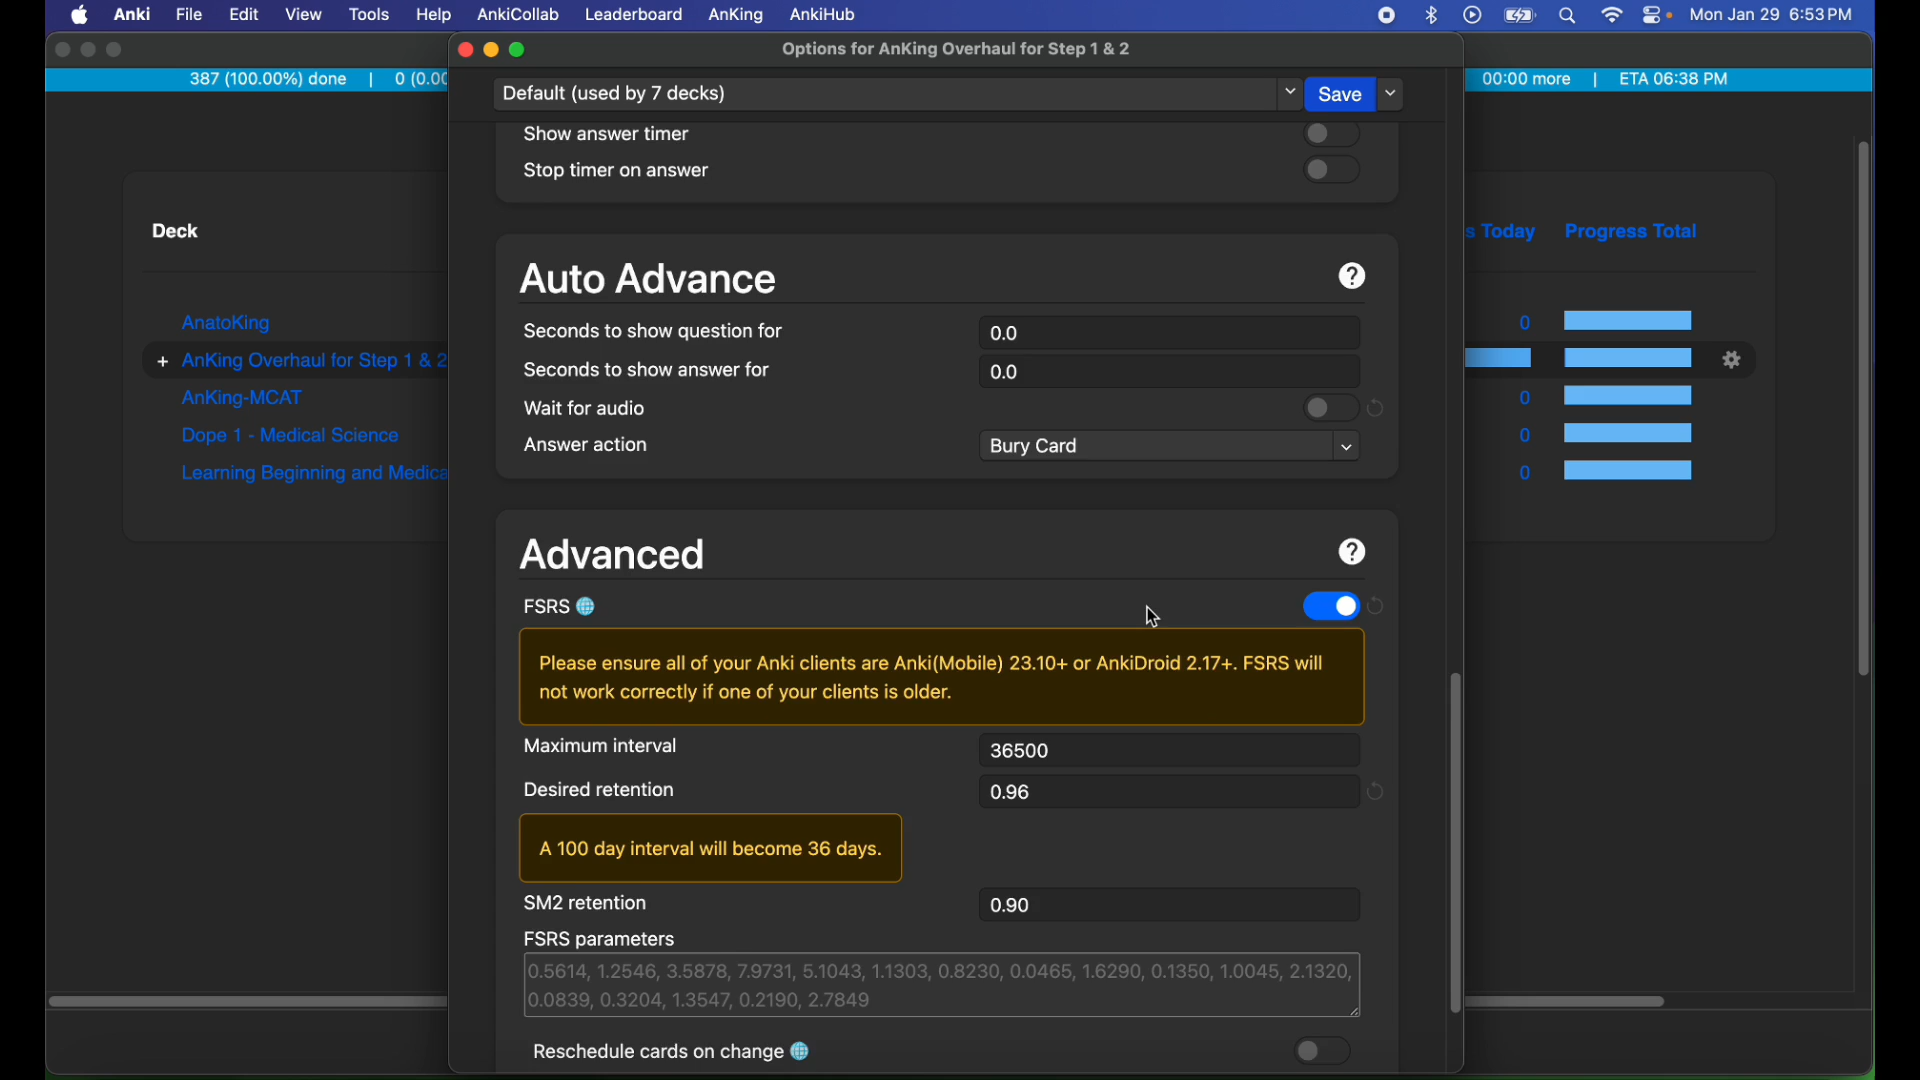 Anki File Edit View Tools Help AnkiCollab Leaderboard AnKing AnkiHub Mon Jan 29 6:53 PM
Options for AnKing Overhaul for Step 1 & 2
387 (100.00%) done | 0 (0.00
00:00 more | ETA 06:38 PM
Default (used by 7 decks)
Save
Show answer timer
Stop timer on answer
Deck
s Today Progress Total
Auto Advance
?
AnatoKing
0
Seconds to show question for 0.0
+ AnKing Overhaul for Step 1 & 2
Seconds to show answer for 0.0
AnKing-MCAT
0
Wait for audio
Dope 1 - Medical Science
0
Answer action Bury Card
Learning Beginning and Medica
0
Advanced
?
FSRS
Please ensure all of your Anki clients are Anki(Mobile) 23.10+ or AnkiDroid 2.17+. FSRS will
not work correctly if one of your clients is older.
Maximum interval 36500
Desired retention 0.96
A 100 day interval will become 36 days.
SM2 retention 0.90
FSRS parameters
0.5614, 1.2546, 3.5878, 7.9731, 5.1043, 1.1303, 0.8230, 0.0465, 1.6290, 0.1350, 1.0045, 2.1320,
0.0839, 0.3204, 1.3547, 0.2190, 2.7849
Reschedule cards on change